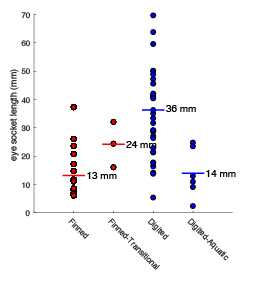 eye socket length (mm)
70
60
50
40
30
20
10
0
13 mm
24 mm
36 mm
14 mm
Finned
Finned-Transitional
Digited
Digited-Aquatic